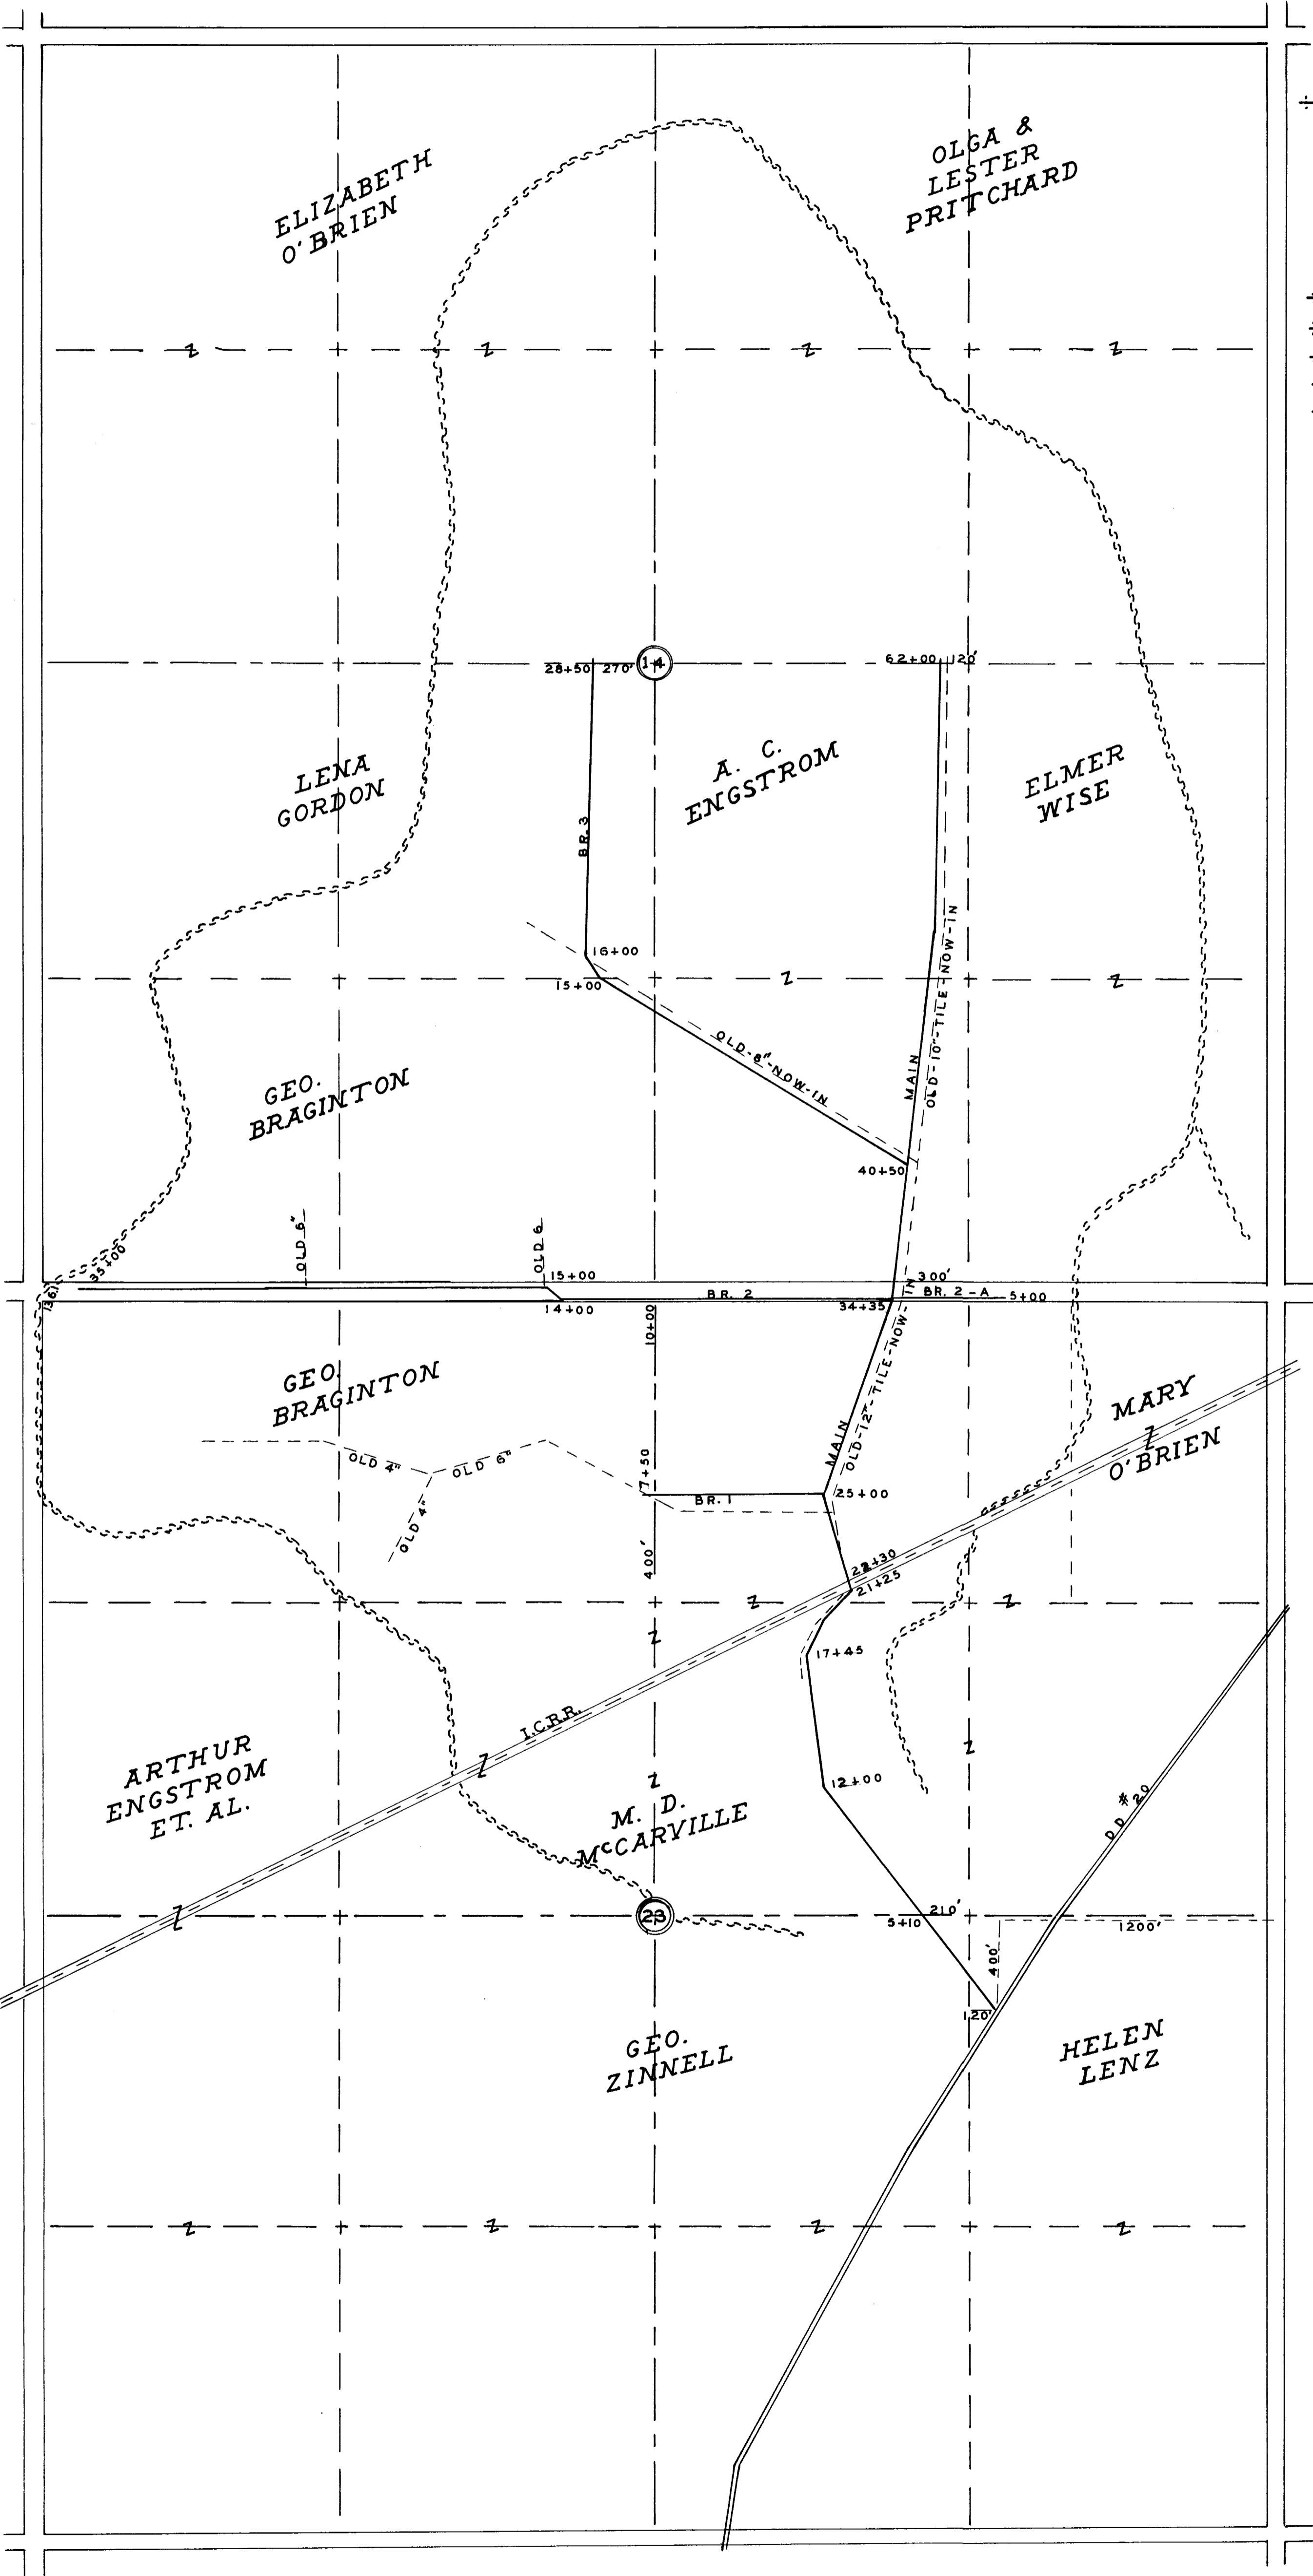 OLGA &
LESTER
PRITCHARD
ELIZABETH
O'BRIEN
Z Z Z Z
28+50 270' 14 62+00 120'
A. C.
ENGSTROM
LENA
GORDON
ELMER
WISE
BR. 3
16+00
15+00
Z Z
OLD-10"-TILE-NOW-IN
MAIN
OLD-8"-NOW-IN
GEO.
BRAGINTON
40+50
OLD 6"
OLD 6
35+00
136'
15+00
300'
BR. 2
BR. 2-A 5+00
14+00
34+35
10+00
OLD-12"-TILE-NOW IN
MAIN
GEO.
BRAGINTON
MARY
Z
O'BRIEN
OLD 4"
OLD 6"
OLD 4"
7+50
BR. 1
25+00
400'
22+30
21+25
Z Z
Z
17+45
I.C.R.R.
Z
Z
ARTHUR
ENGSTROM
ET. AL.
Z
12+00
M. D.
McCARVILLE
D.D. #20
Z
23
5+10
210'
1200'
400'
120'
GEO.
ZINNELL
HELEN
LENZ
Z Z Z Z